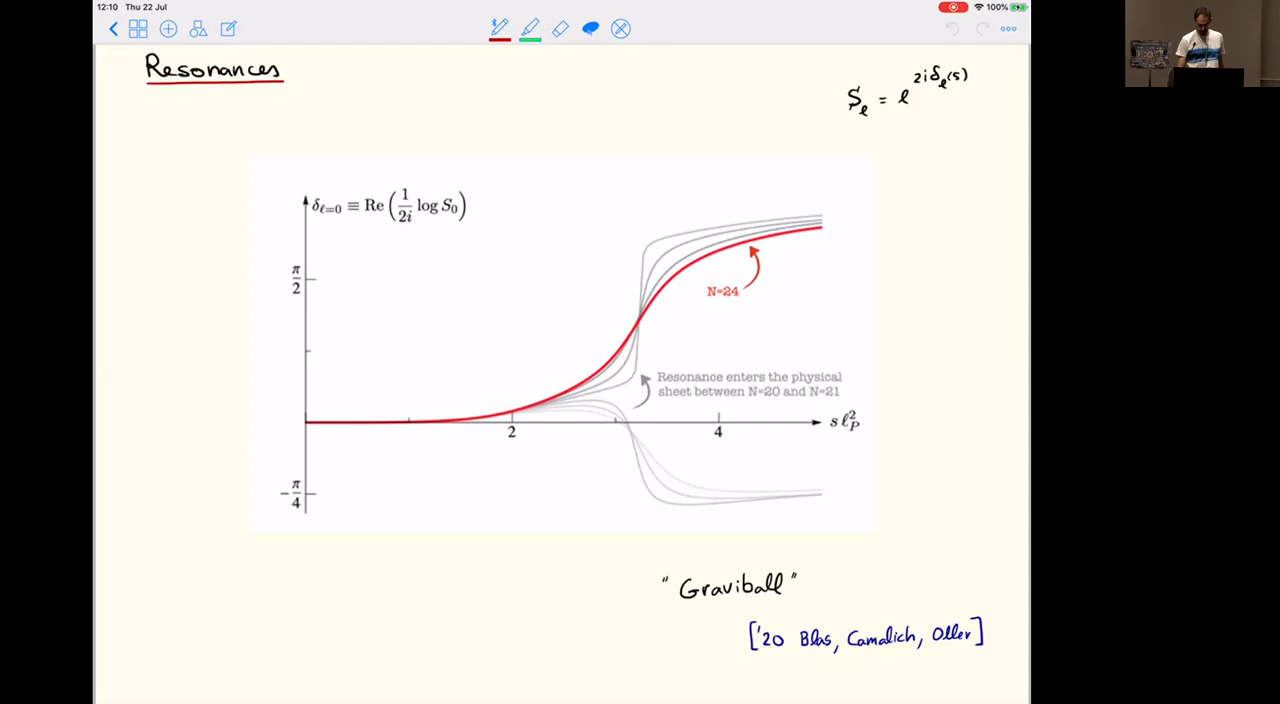 12:10 Thu 22 Jul
100%
Resonances
S_ℓ = e^{2iδ_ℓ(s)}
δ_{ℓ=0} ≡ Re(1/2i log S_0)
π/2
N=24
Resonance enters the physical
sheet between N=20 and N=21
s ℓ_P^2
2
4
-π/4
"Graviball"
['20 Blas, Camalich, Oller]